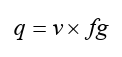 q = v × fg